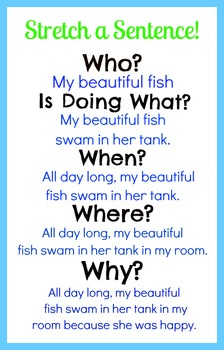 Stretch a Sentence!
Who?
My beautiful fish
Is Doing What?
My beautiful fish
swam in her tank.
When?
All day long, my beautiful
fish swam in her tank.
Where?
All day long, my beautiful
fish swam in her tank in my room.
Why?
All day long, my beautiful
fish swam in her tank in my
room because she was happy.